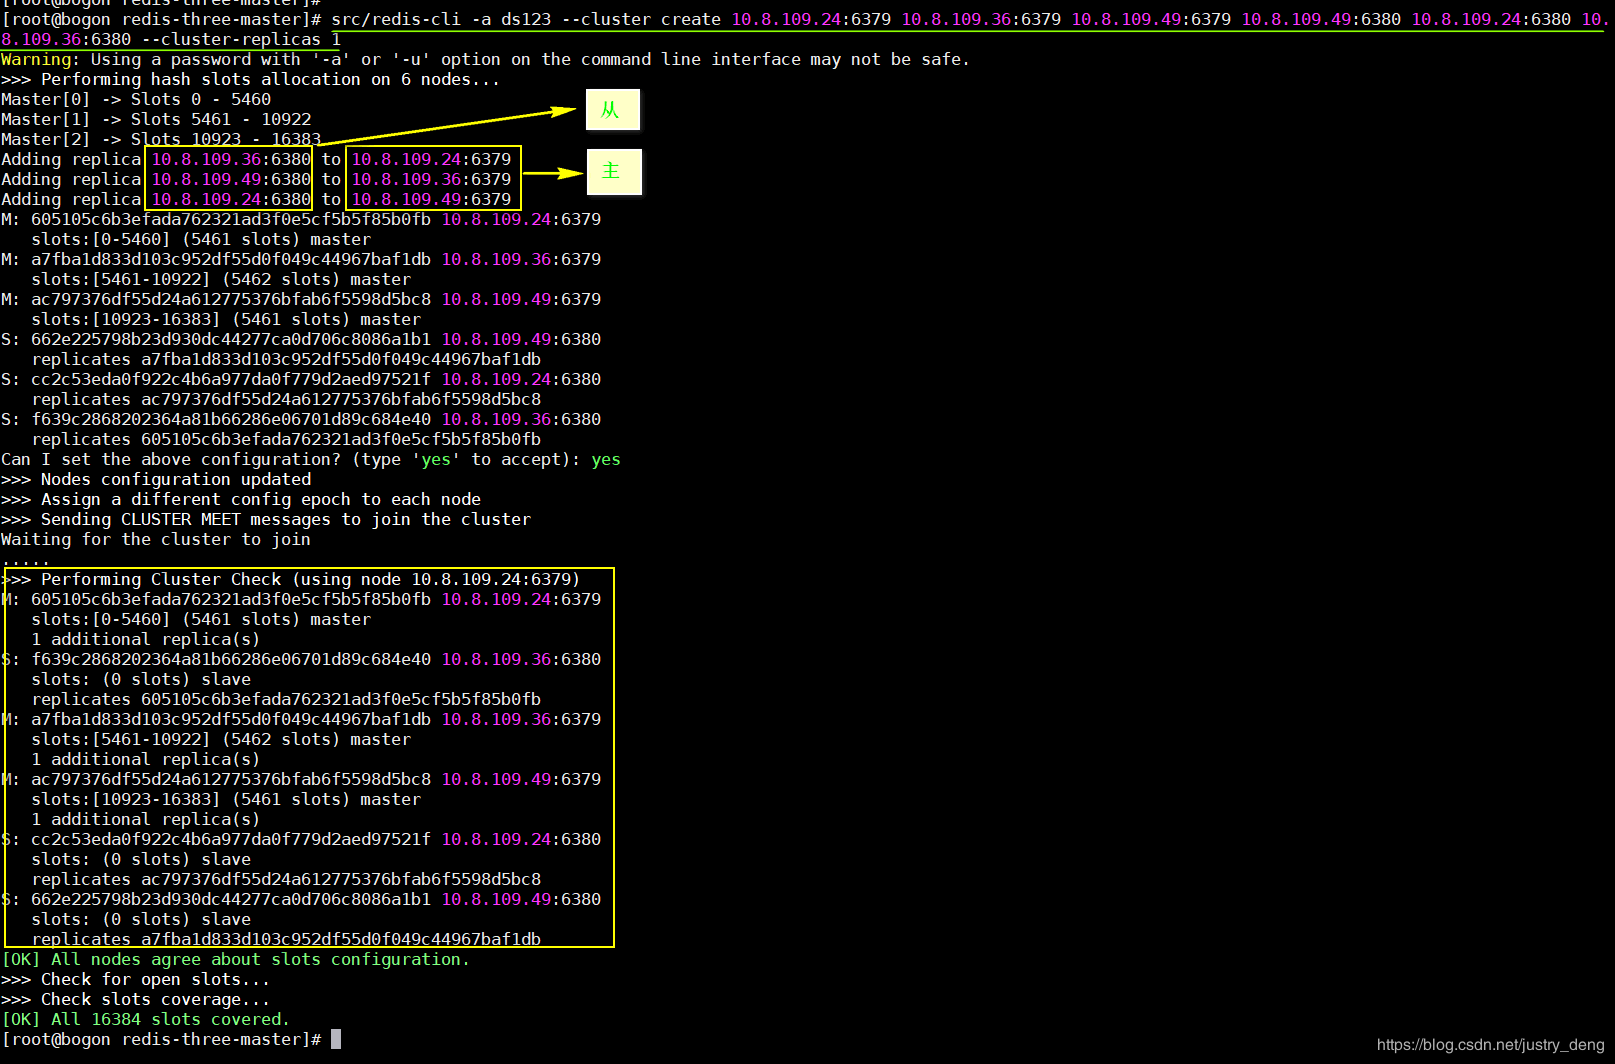 [root@bogon redis-three-master]#
[root@bogon redis-three-master]# src/redis-cli -a ds123 --cluster create 10.8.109.24:6379 10.8.109.36:6379 10.8.109.49:6379 10.8.109.49:6380 10.8.109.24:6380 10.
8.109.36:6380 --cluster-replicas 1
Warning: Using a password with '-a' or '-u' option on the command line interface may not be safe.
>>> Performing hash slots allocation on 6 nodes...
Master[0] -> Slots 0 - 5460
从
Master[1] -> Slots 5461 - 10922
Master[2] -> Slots 10923 - 16383
Adding replica 10.8.109.36:6380 to 10.8.109.24:6379
主
Adding replica 10.8.109.49:6380 to 10.8.109.36:6379
Adding replica 10.8.109.24:6380 to 10.8.109.49:6379
M: 605105c6b3efada762321ad3f0e5cf5b5f85b0fb 10.8.109.24:6379
   slots:[0-5460] (5461 slots) master
M: a7fba1d833d103c952df55d0f049c44967baf1db 10.8.109.36:6379
   slots:[5461-10922] (5462 slots) master
M: ac797376df55d24a612775376bfab6f5598d5bc8 10.8.109.49:6379
   slots:[10923-16383] (5461 slots) master
S: 662e225798b23d930dc44277ca0d706c8086a1b1 10.8.109.49:6380
   replicates a7fba1d833d103c952df55d0f049c44967baf1db
S: cc2c53eda0f922c4b6a977da0f779d2aed97521f 10.8.109.24:6380
   replicates ac797376df55d24a612775376bfab6f5598d5bc8
S: f639c2868202364a81b66286e06701d89c684e40 10.8.109.36:6380
   replicates 605105c6b3efada762321ad3f0e5cf5b5f85b0fb
Can I set the above configuration? (type 'yes' to accept): yes
>>> Nodes configuration updated
>>> Assign a different config epoch to each node
>>> Sending CLUSTER MEET messages to join the cluster
Waiting for the cluster to join
.....
>>> Performing Cluster Check (using node 10.8.109.24:6379)
M: 605105c6b3efada762321ad3f0e5cf5b5f85b0fb 10.8.109.24:6379
   slots:[0-5460] (5461 slots) master
   1 additional replica(s)
S: f639c2868202364a81b66286e06701d89c684e40 10.8.109.36:6380
   slots: (0 slots) slave
   replicates 605105c6b3efada762321ad3f0e5cf5b5f85b0fb
M: a7fba1d833d103c952df55d0f049c44967baf1db 10.8.109.36:6379
   slots:[5461-10922] (5462 slots) master
   1 additional replica(s)
M: ac797376df55d24a612775376bfab6f5598d5bc8 10.8.109.49:6379
   slots:[10923-16383] (5461 slots) master
   1 additional replica(s)
S: cc2c53eda0f922c4b6a977da0f779d2aed97521f 10.8.109.24:6380
   slots: (0 slots) slave
   replicates ac797376df55d24a612775376bfab6f5598d5bc8
S: 662e225798b23d930dc44277ca0d706c8086a1b1 10.8.109.49:6380
   slots: (0 slots) slave
   replicates a7fba1d833d103c952df55d0f049c44967baf1db
[OK] All nodes agree about slots configuration.
>>> Check for open slots...
>>> Check slots coverage...
[OK] All 16384 slots covered.
[root@bogon redis-three-master]#
https://blog.csdn.net/justry_deng